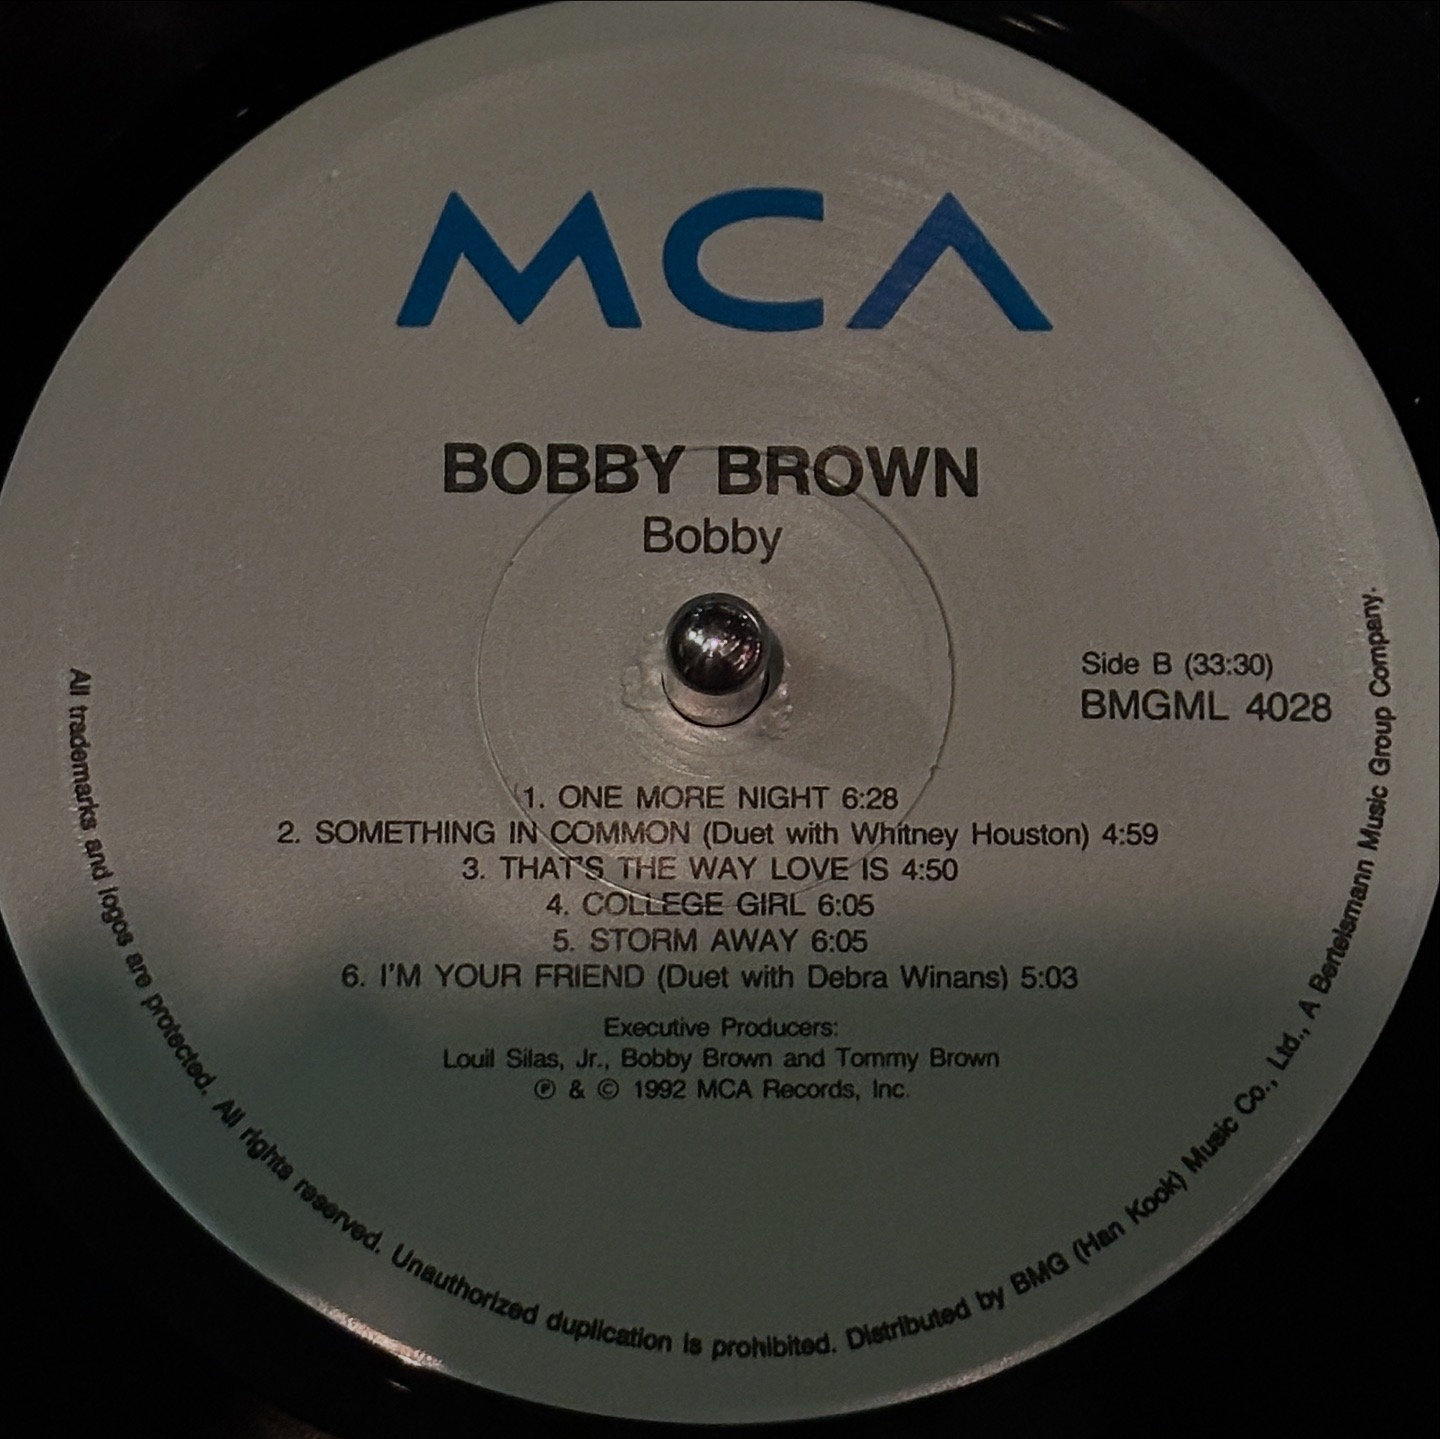 MCA
BOBBY BROWN
Bobby
Side B (33:30)
BMGML 4028
1. ONE MORE NIGHT 6:28
2. SOMETHING IN COMMON (Duet with Whitney Houston) 4:59
3. THAT'S THE WAY LOVE IS 4:50
4. COLLEGE GIRL 6:05
5. STORM AWAY 6:05
6. I'M YOUR FRIEND (Duet with Debra Winans) 5:03
Executive Producers:
Louil Silas, Jr., Bobby Brown and Tommy Brown
℗ & © 1992 MCA Records, Inc.
All trademarks and logos are protected. All rights reserved. Unauthorized duplication is prohibited. Distributed by BMG (Han Kook) Music Co., Ltd., A Bertelsmann Music Group Company.